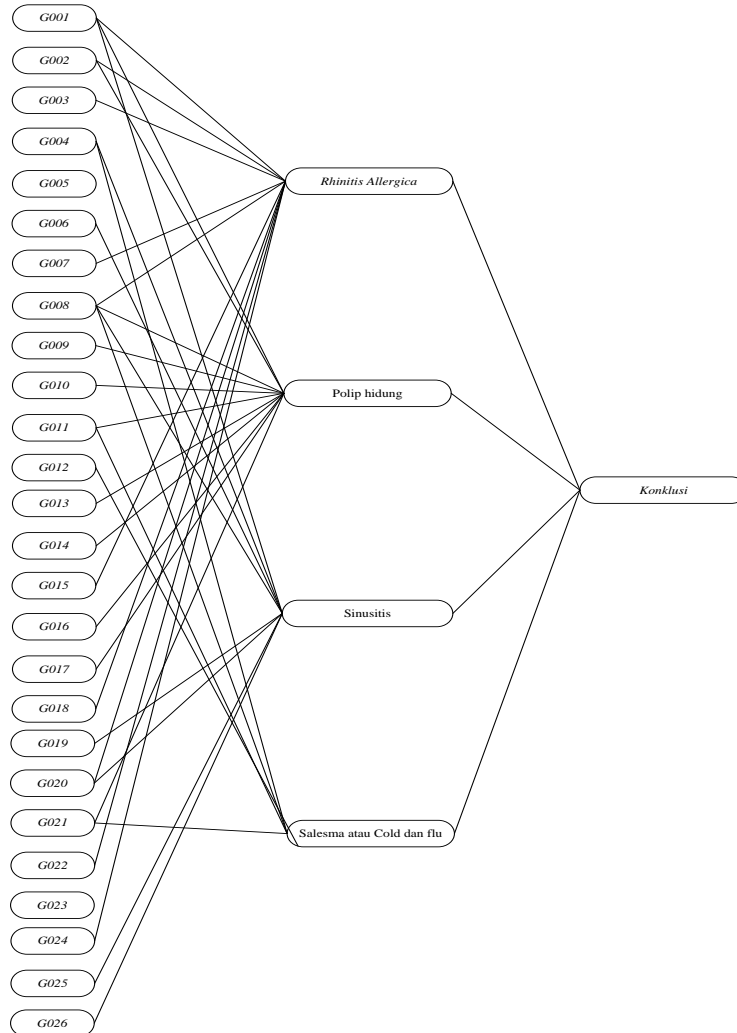 G001
G002
G003
G004
G005
G006
G007
G008
G009
G010
G011
G012
G013
G014
G015
G016
G017
G018
G019
G020
G021
G022
G023
G024
G025
G026
Rhinitis Allergica
Polip hidung
Sinusitis
Salesma atau Cold dan flu
Konklusi